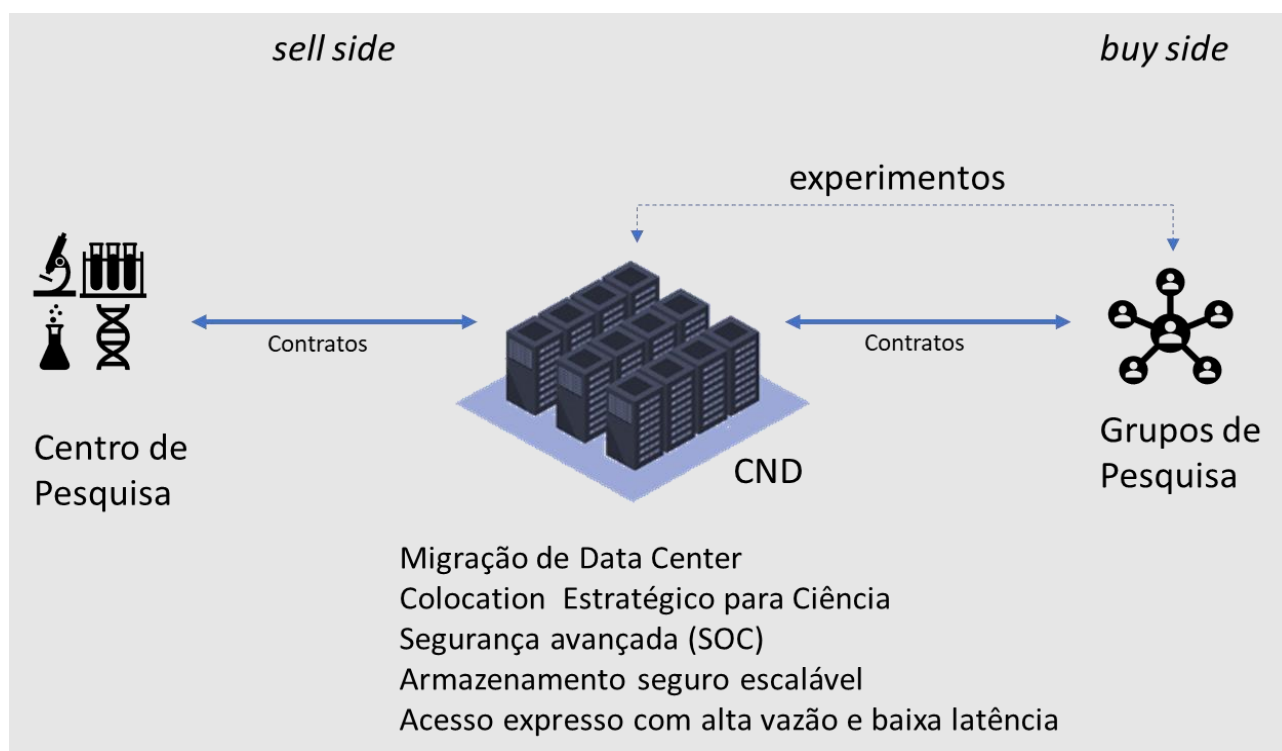 sell side
buy side
experimentos
Contratos
Contratos
Centro de
Pesquisa
CND
Grupos de
Pesquisa
Migração de Data Center
Colocation Estratégico para Ciência
Segurança avançada (SOC)
Armazenamento seguro escalável
Acesso expresso com alta vazão e baixa latência